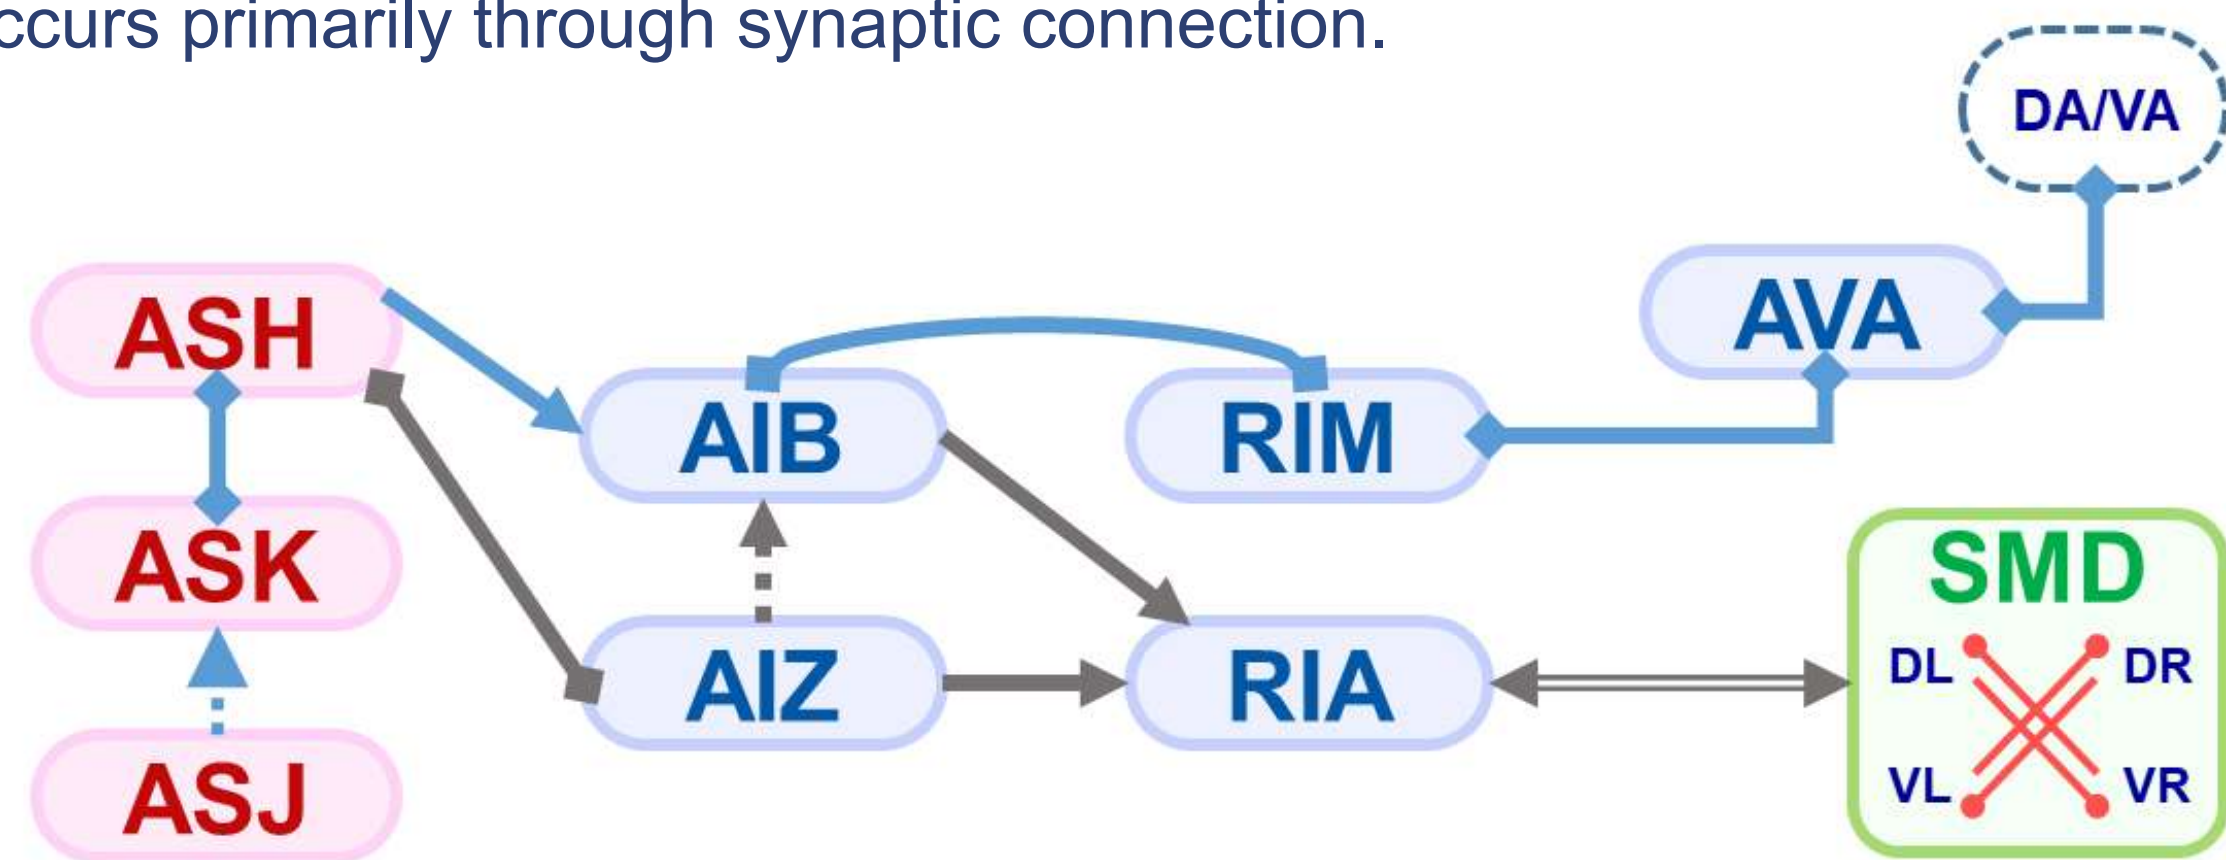 ccurs primarily through synaptic connection.
DA/VA
AVA
ASH
AIB
RIM
ASK
SMD
DL
DR
AIZ
RIA
VL
VR
ASJ